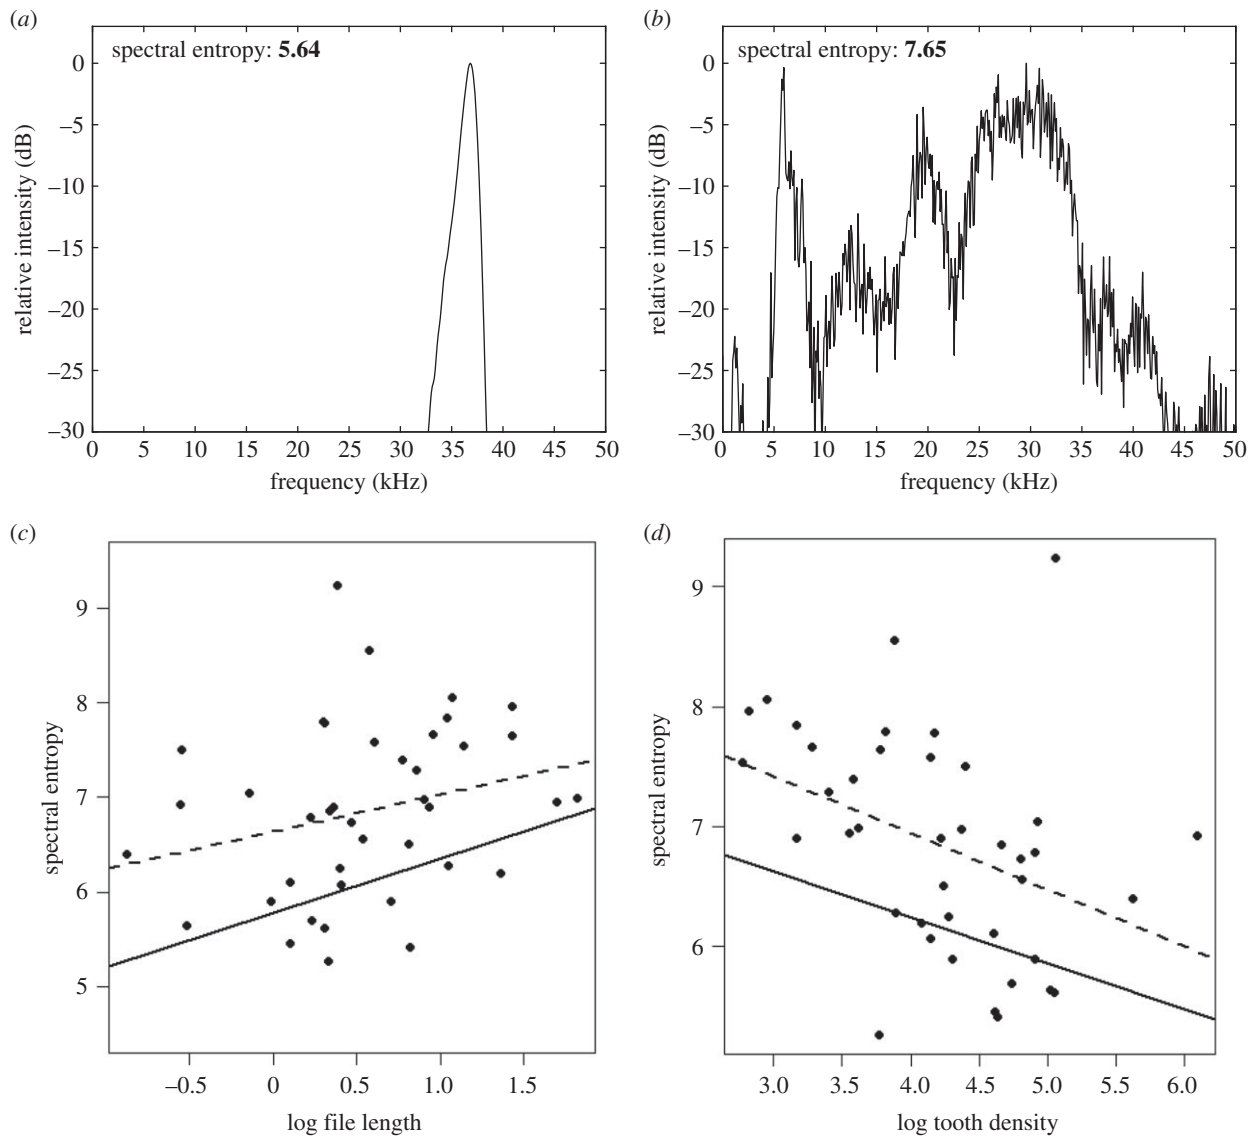 (a)
spectral entropy: 5.64
0
–5
–10
–15
–20
–25
–30
relative intensity (dB)
0 5 10 15 20 25 30 35 40 45 50
frequency (kHz)
(b)
spectral entropy: 7.65
0
–5
–10
–15
–20
–25
–30
relative intensity (dB)
0 5 10 15 20 25 30 35 40 45 50
frequency (kHz)
(c)
9
8
7
6
5
spectral entropy
–0.5 0 0.5 1.0 1.5
log file length
(d)
9
8
7
6
spectral entropy
3.0 3.5 4.0 4.5 5.0 5.5 6.0
log tooth density